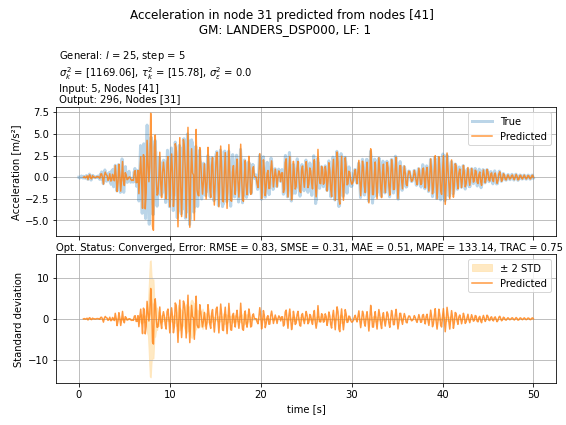 Acceleration in node 31 predicted from nodes [41]
GM: LANDERS_DSP000, LF: 1
General: l = 25, step = 5
σ²ₖ = [1169.06], τ²ₖ = [15.78], σ²ε = 0.0
Input: 5, Nodes [41]
Output: 296, Nodes [31]
Acceleration [m/s²]
7.5
5.0
2.5
0.0
−2.5
−5.0
True
Predicted
Opt. Status: Converged, Error: RMSE = 0.83, SMSE = 0.31, MAE = 0.51, MAPE = 133.14, TRAC = 0.75
Standard deviation
10
0
−10
± 2 STD
Predicted
0 10 20 30 40 50
time [s]